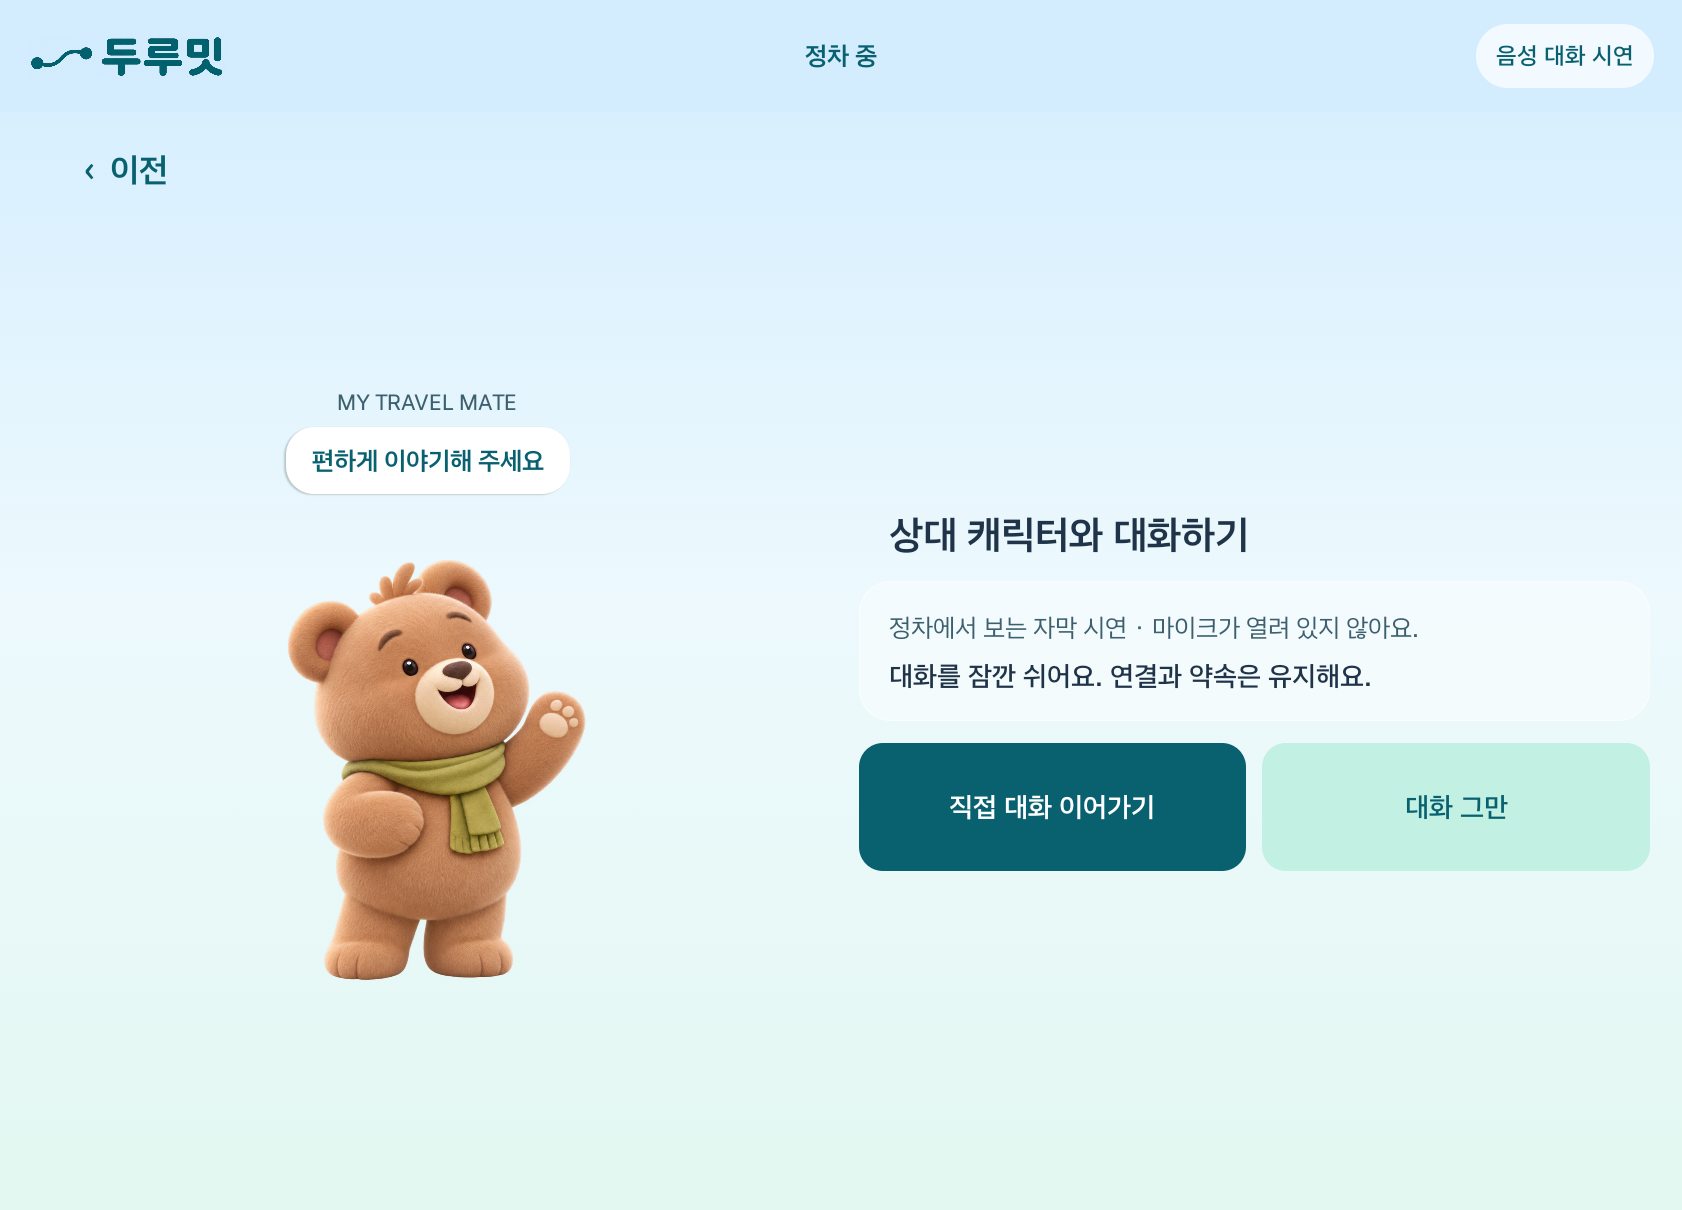 두루밋
정차 중
음성 대화 시연
‹ 이전
MY TRAVEL MATE
편하게 이야기해 주세요
상대 캐릭터와 대화하기
정차에서 보는 자막 시연 · 마이크가 열려 있지 않아요.
대화를 잠깐 쉬어요. 연결과 약속은 유지해요.
직접 대화 이어가기
대화 그만